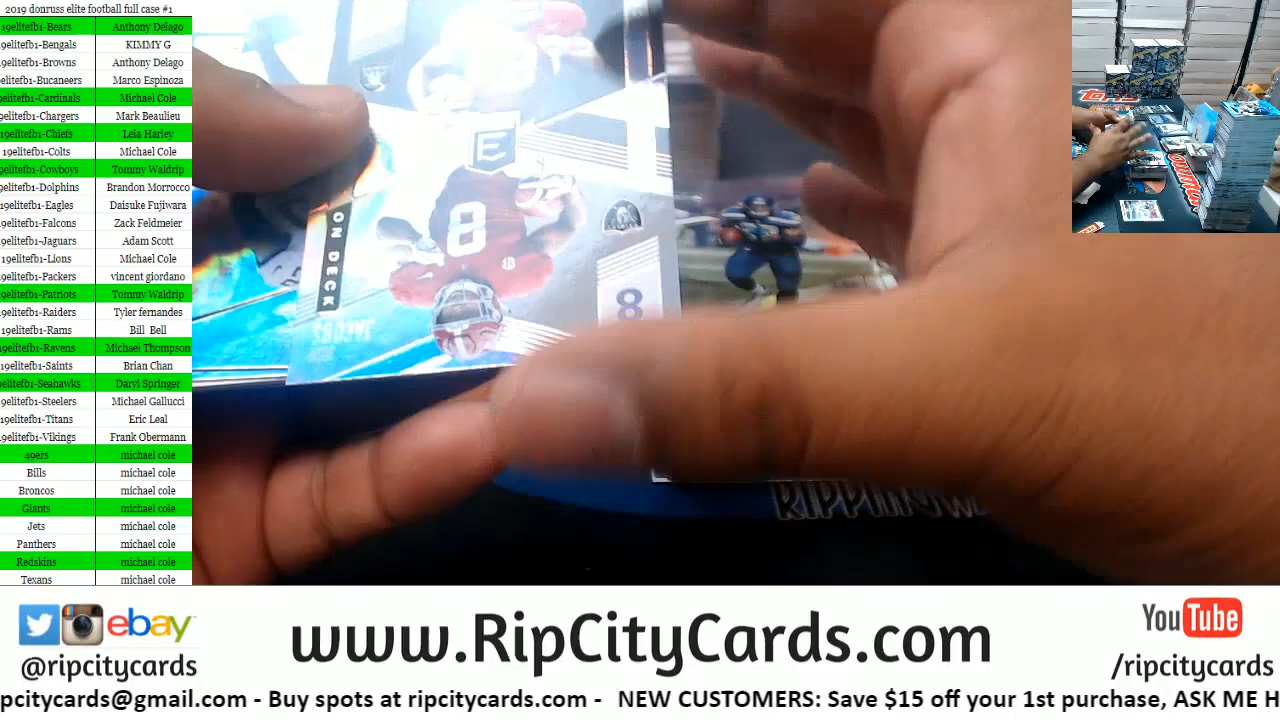 2019 donruss elite football full case #1
19elitefb1-Bears Anthony Delago
19elitefb1-Bengals KIMMY G
19elitefb1-Browns Anthony Delago
9elitefb1-Bucaneers Marco Espinoza
9elitefb1-Cardinals Michael Cole
9elitefb1-Chargers Mark Beaulieu
19elitefb1-Chiefs Leia Harley
19elitefb1-Colts Michael Cole
9elitefb1-Cowboys Tommy Waldrip
9elitefb1-Dolphins Brandon Morrocco
19elitefb1-Eagles Daisuke Fujiwara
19elitefb1-Falcons Zack Feldmeier
19elitefb1-Jaguars Adam Scott
19elitefb1-Lions Michael Cole
19elitefb1-Packers vincent giordano
19elitefb1-Patriots Tommy Waldrip
19elitefb1-Raiders Tyler fernandes
19elitefb1-Rams Bill Bell
19elitefb1-Ravens Michael Thompson
19elitefb1-Saints Brian Chan
9elitefb1-Seahawks Daryl Springer
19elitefb1-Steelers Michael Gallucci
19elitefb1-Titans Eric Leal
19elitefb1-Vikings Frank Obermann
49ers michael cole
Bills michael cole
Broncos michael cole
Giants michael cole
Jets michael cole
Panthers michael cole
Redskins michael cole
Texans michael cole
E
8
ON DECK
8
topps
ebay
@ripcitycards
www.RipCityCards.com
YouTube
/ripcitycards
pcitycards@gmail.com - Buy spots at ripcitycards.com - NEW CUSTOMERS: Save $15 off your 1st purchase, ASK ME H